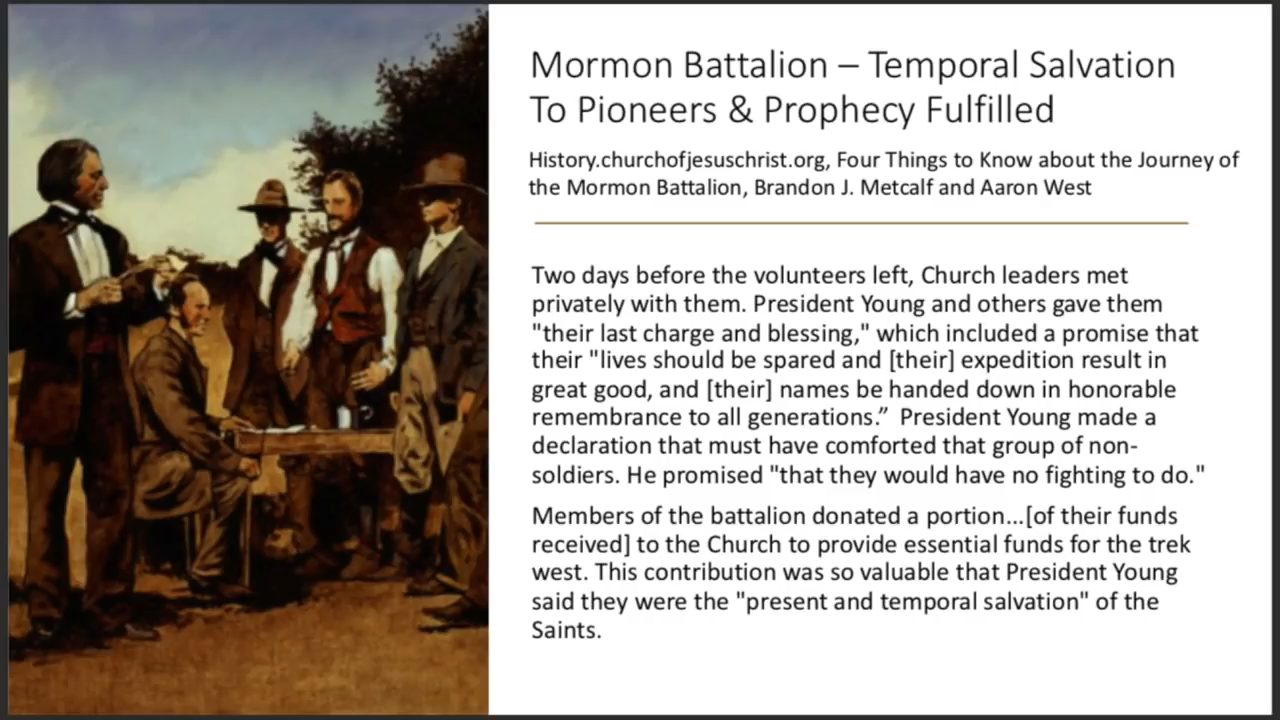 Mormon Battalion – Temporal Salvation
To Pioneers & Prophecy Fulfilled
History.churchofjesuschrist.org, Four Things to Know about the Journey of
the Mormon Battalion, Brandon J. Metcalf and Aaron West
Two days before the volunteers left, Church leaders met
privately with them. President Young and others gave them
"their last charge and blessing," which included a promise that
their "lives should be spared and [their] expedition result in
great good, and [their] names be handed down in honorable
remembrance to all generations.”  President Young made a
declaration that must have comforted that group of non-
soldiers. He promised "that they would have no fighting to do."
Members of the battalion donated a portion...[of their funds
received] to the Church to provide essential funds for the trek
west. This contribution was so valuable that President Young
said they were the "present and temporal salvation" of the
Saints.